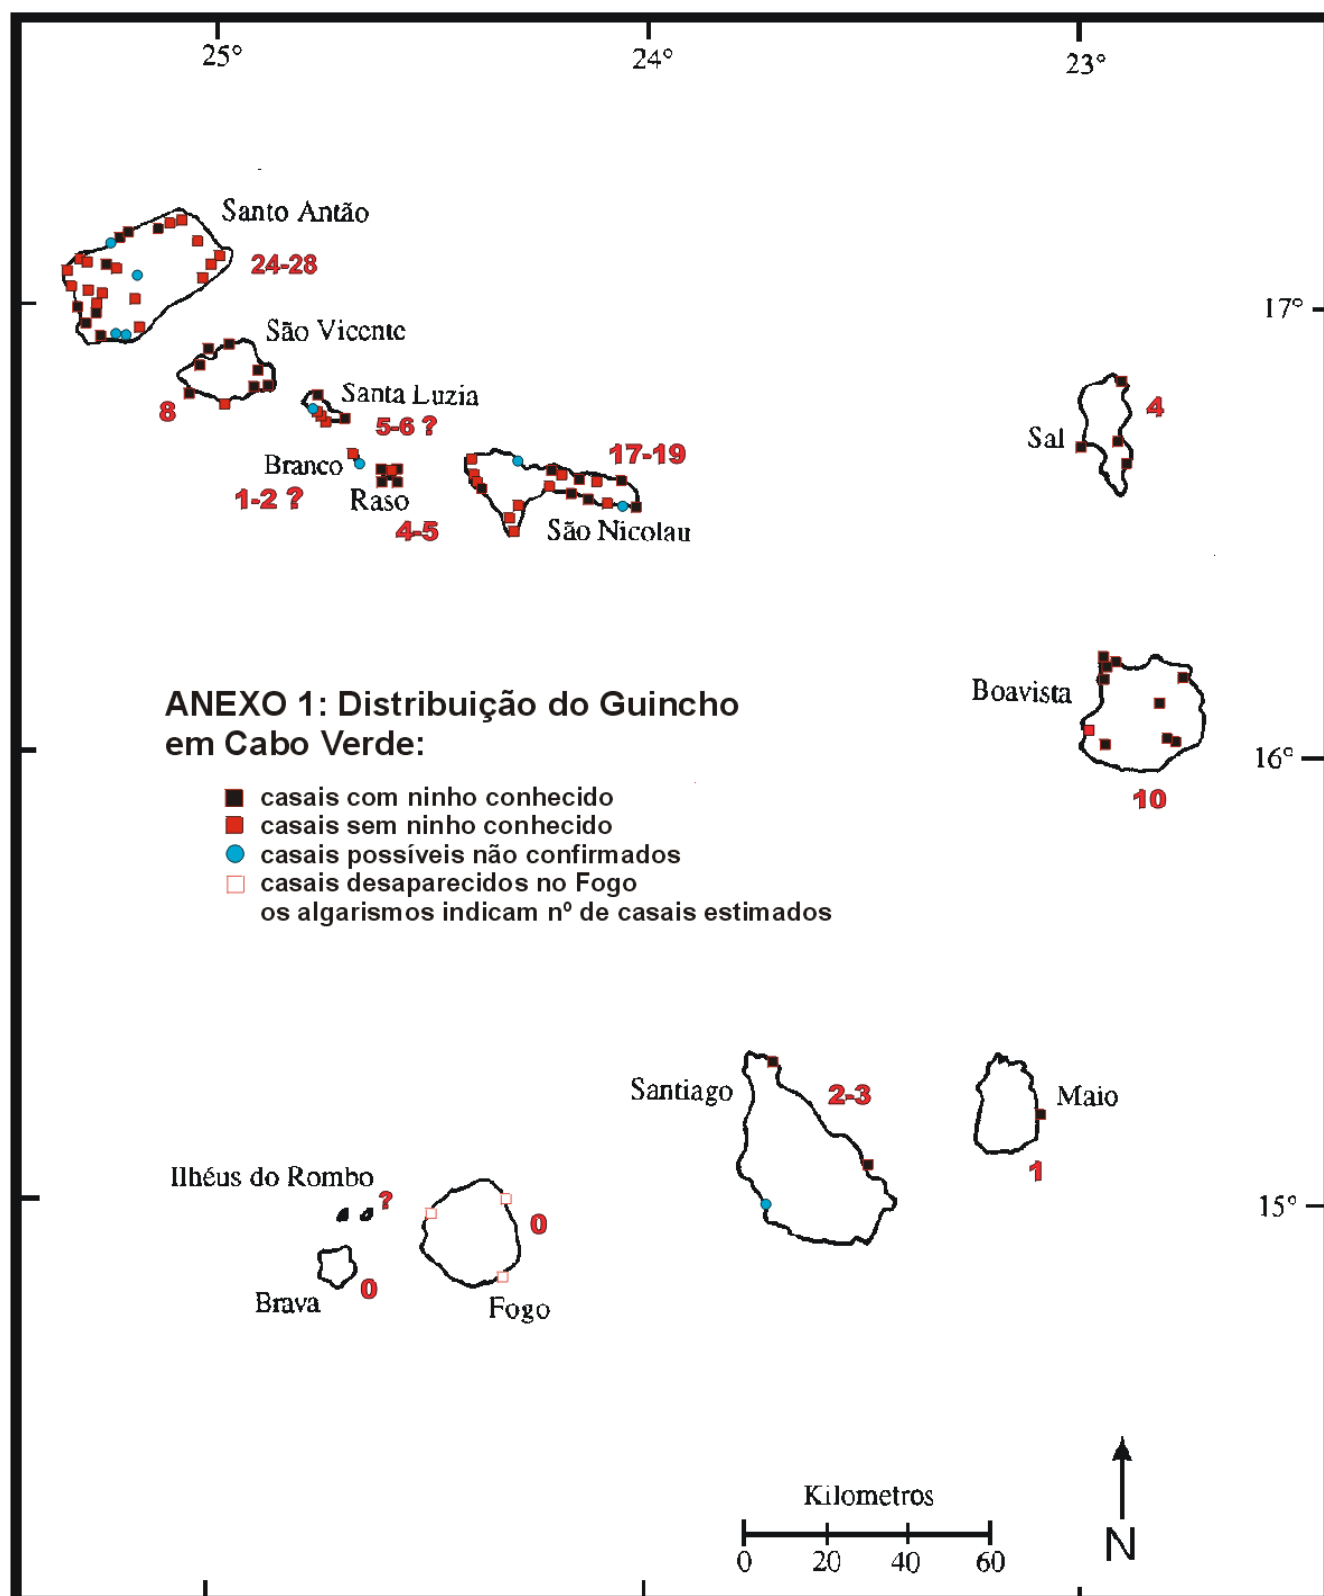 25°
24°
23°
Santo Antão
24-28
17°
São Vicente
8
Santa Luzia
5-6 ?
Branco
1-2 ?
Raso
4-5
17-19
São Nicolau
Sal
4
Boavista
10
16°
ANEXO 1: Distribuição do Guincho
em Cabo Verde:
casais com ninho conhecido
casais sem ninho conhecido
casais possíveis não confirmados
casais desaparecidos no Fogo
os algarismos indicam nº de casais estimados
Santiago
2-3
Maio
1
Ilhéus do Rombo
?
15°
0
Brava
0
Fogo
Kilometros
0 20 40 60
N